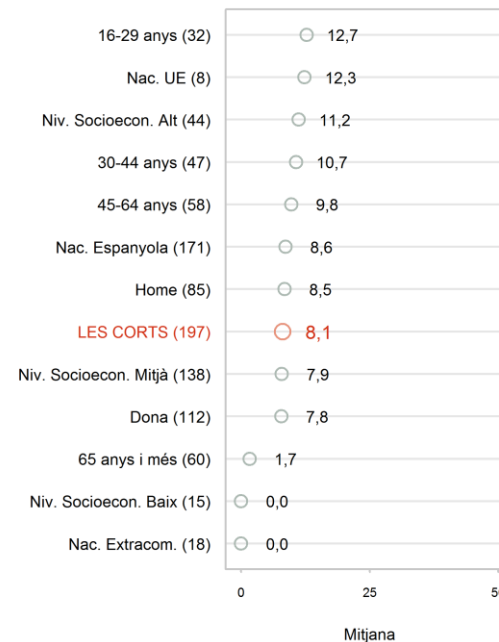 16-29 anys (32) 12,7
Nac. UE (8) 12,3
Niv. Socioecon. Alt (44) 11,2
30-44 anys (47) 10,7
45-64 anys (58) 9,8
Nac. Espanyola (171) 8,6
Home (85) 8,5
LES CORTS (197) 8,1
Niv. Socioecon. Mitjà (138) 7,9
Dona (112) 7,8
65 anys i més (60) 1,7
Niv. Socioecon. Baix (15) 0,0
Nac. Extracom. (18) 0,0
0 25 50
Mitjana